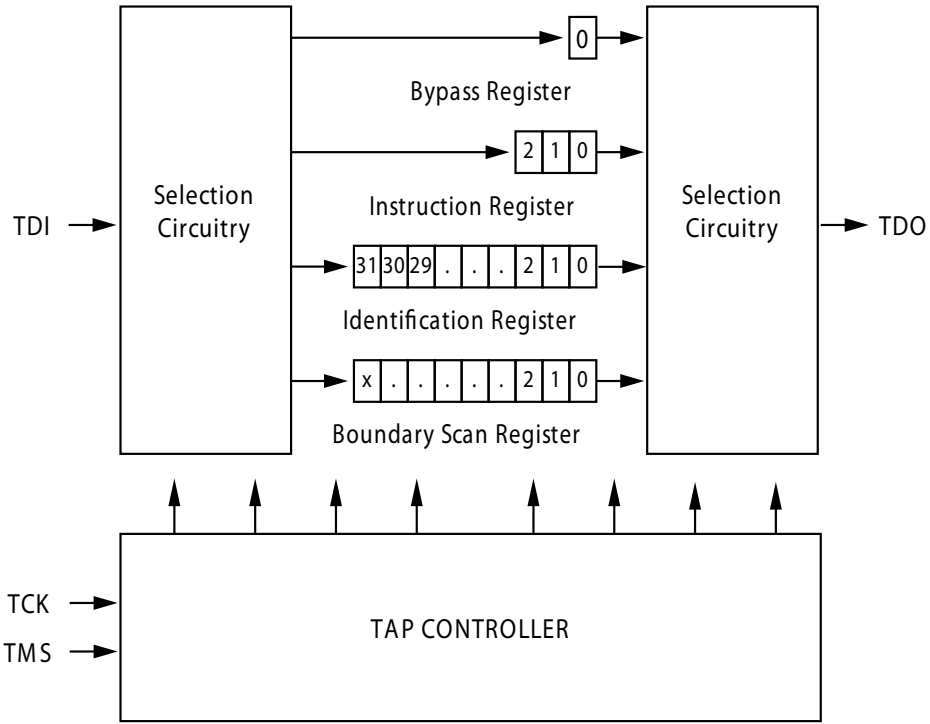 0
Bypass Register
2 1 0
Instruction Register
Selection
Circuitry
Selection
Circuitry
TDI
TDO
31 30 29 . . . 2 1 0
Identification Register
x . . . . . 2 1 0
Boundary Scan Register
TCK
TMS
TAP CONTROLLER